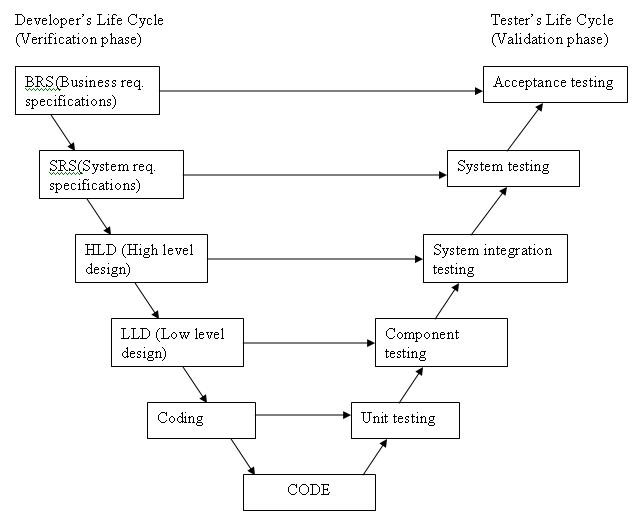 Developer's Life Cycle
(Verification phase)
Tester's Life Cycle
(Validation phase)
BRS(Business req.
specifications)
Acceptance testing
SRS(System req.
specifications)
System testing
HLD (High level
design)
System integration
testing
LLD (Low level
design)
Component
testing
Coding
Unit testing
CODE